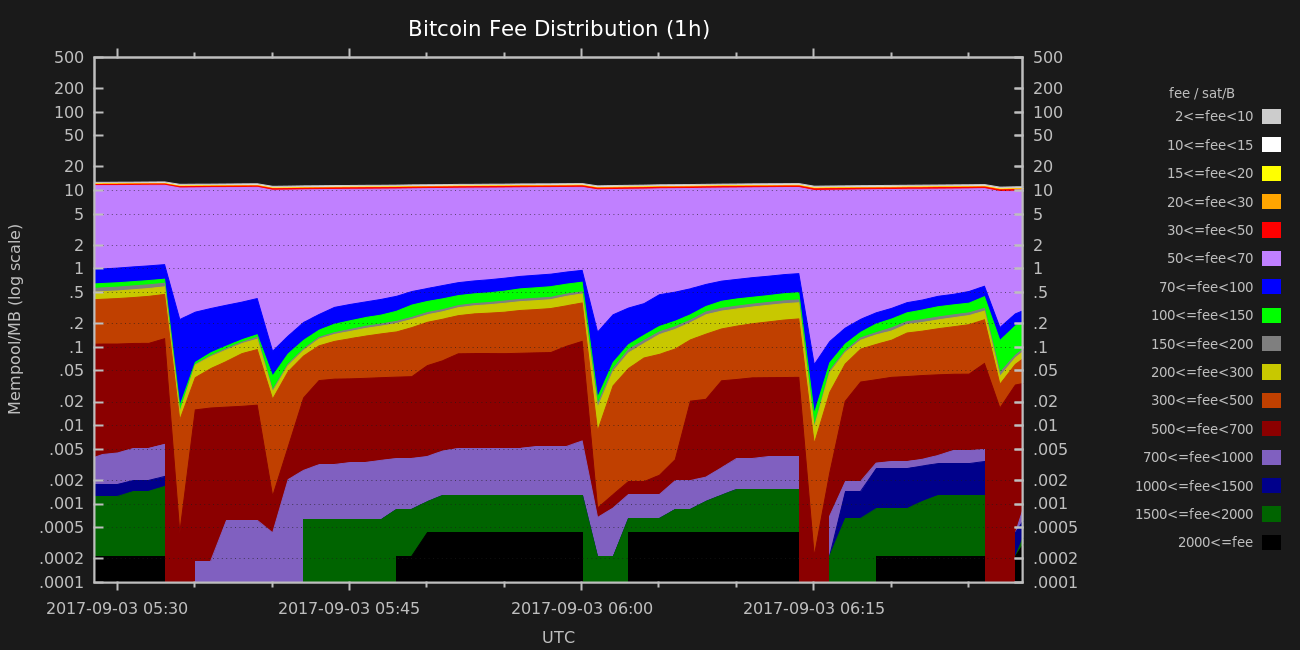 Bitcoin Fee Distribution (1h)
500
200
100
50
20
10
5
2
1
.5
.2
.1
.05
.02
.01
.005
.002
.001
.0005
.0002
.0001
Mempool/MB (log scale)
500
200
100
50
20
10
5
2
1
.5
.2
.1
.05
.02
.01
.005
.002
.001
.0005
.0002
.0001
2017-09-03 05:30 2017-09-03 05:45 2017-09-03 06:00 2017-09-03 06:15
UTC
fee / sat/B
2<=fee<10
10<=fee<15
15<=fee<20
20<=fee<30
30<=fee<50
50<=fee<70
70<=fee<100
100<=fee<150
150<=fee<200
200<=fee<300
300<=fee<500
500<=fee<700
700<=fee<1000
1000<=fee<1500
1500<=fee<2000
2000<=fee